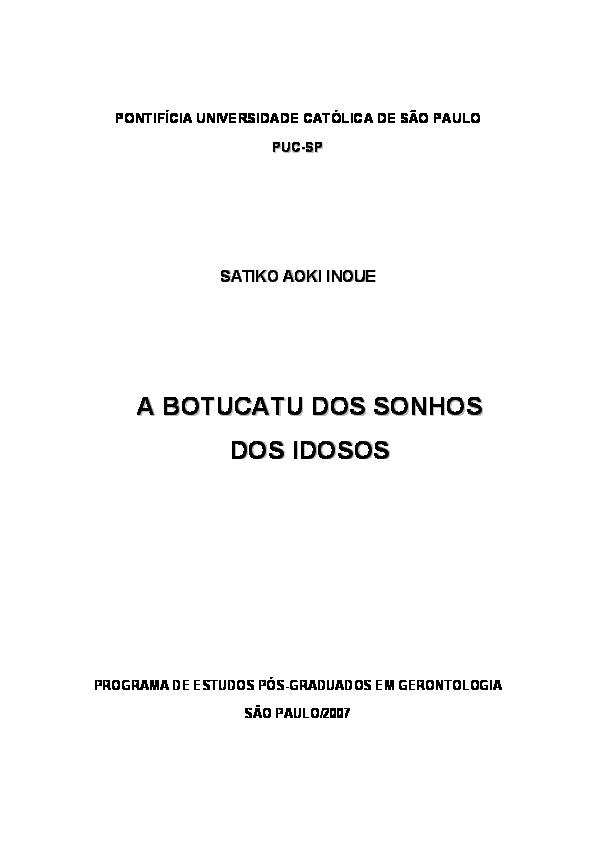 PONTIFÍCIA UNIVERSIDADE CATÓLICA DE SÃO PAULO
PUC-SP
SATIKO AOKI INOUE
A BOTUCATU DOS SONHOS
DOS IDOSOS
PROGRAMA DE ESTUDOS PÓS-GRADUADOS EM GERONTOLOGIA
SÃO PAULO/2007